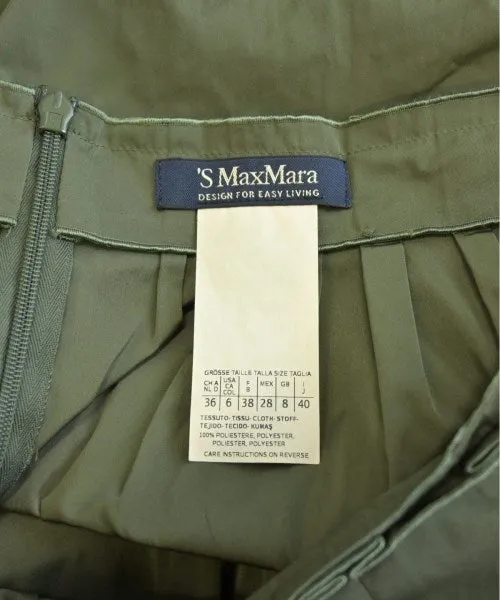 'S MaxMara
DESIGN FOR EASY LIVING
GRÖSSE TAILLE TALLA SIZE TAGLIA
CH A NL D USA CA COL F B MEX GB I J
36 6 38 28 8 40
TESSUTO-TISSU-CLOTH-STOFF-
TEJIDO-TECIDO-KUMAŞ
100% POLIESTERE, POLYESTER,
POLIESTER, POLYESTER
CARE INSTRUCTIONS ON REVERSE